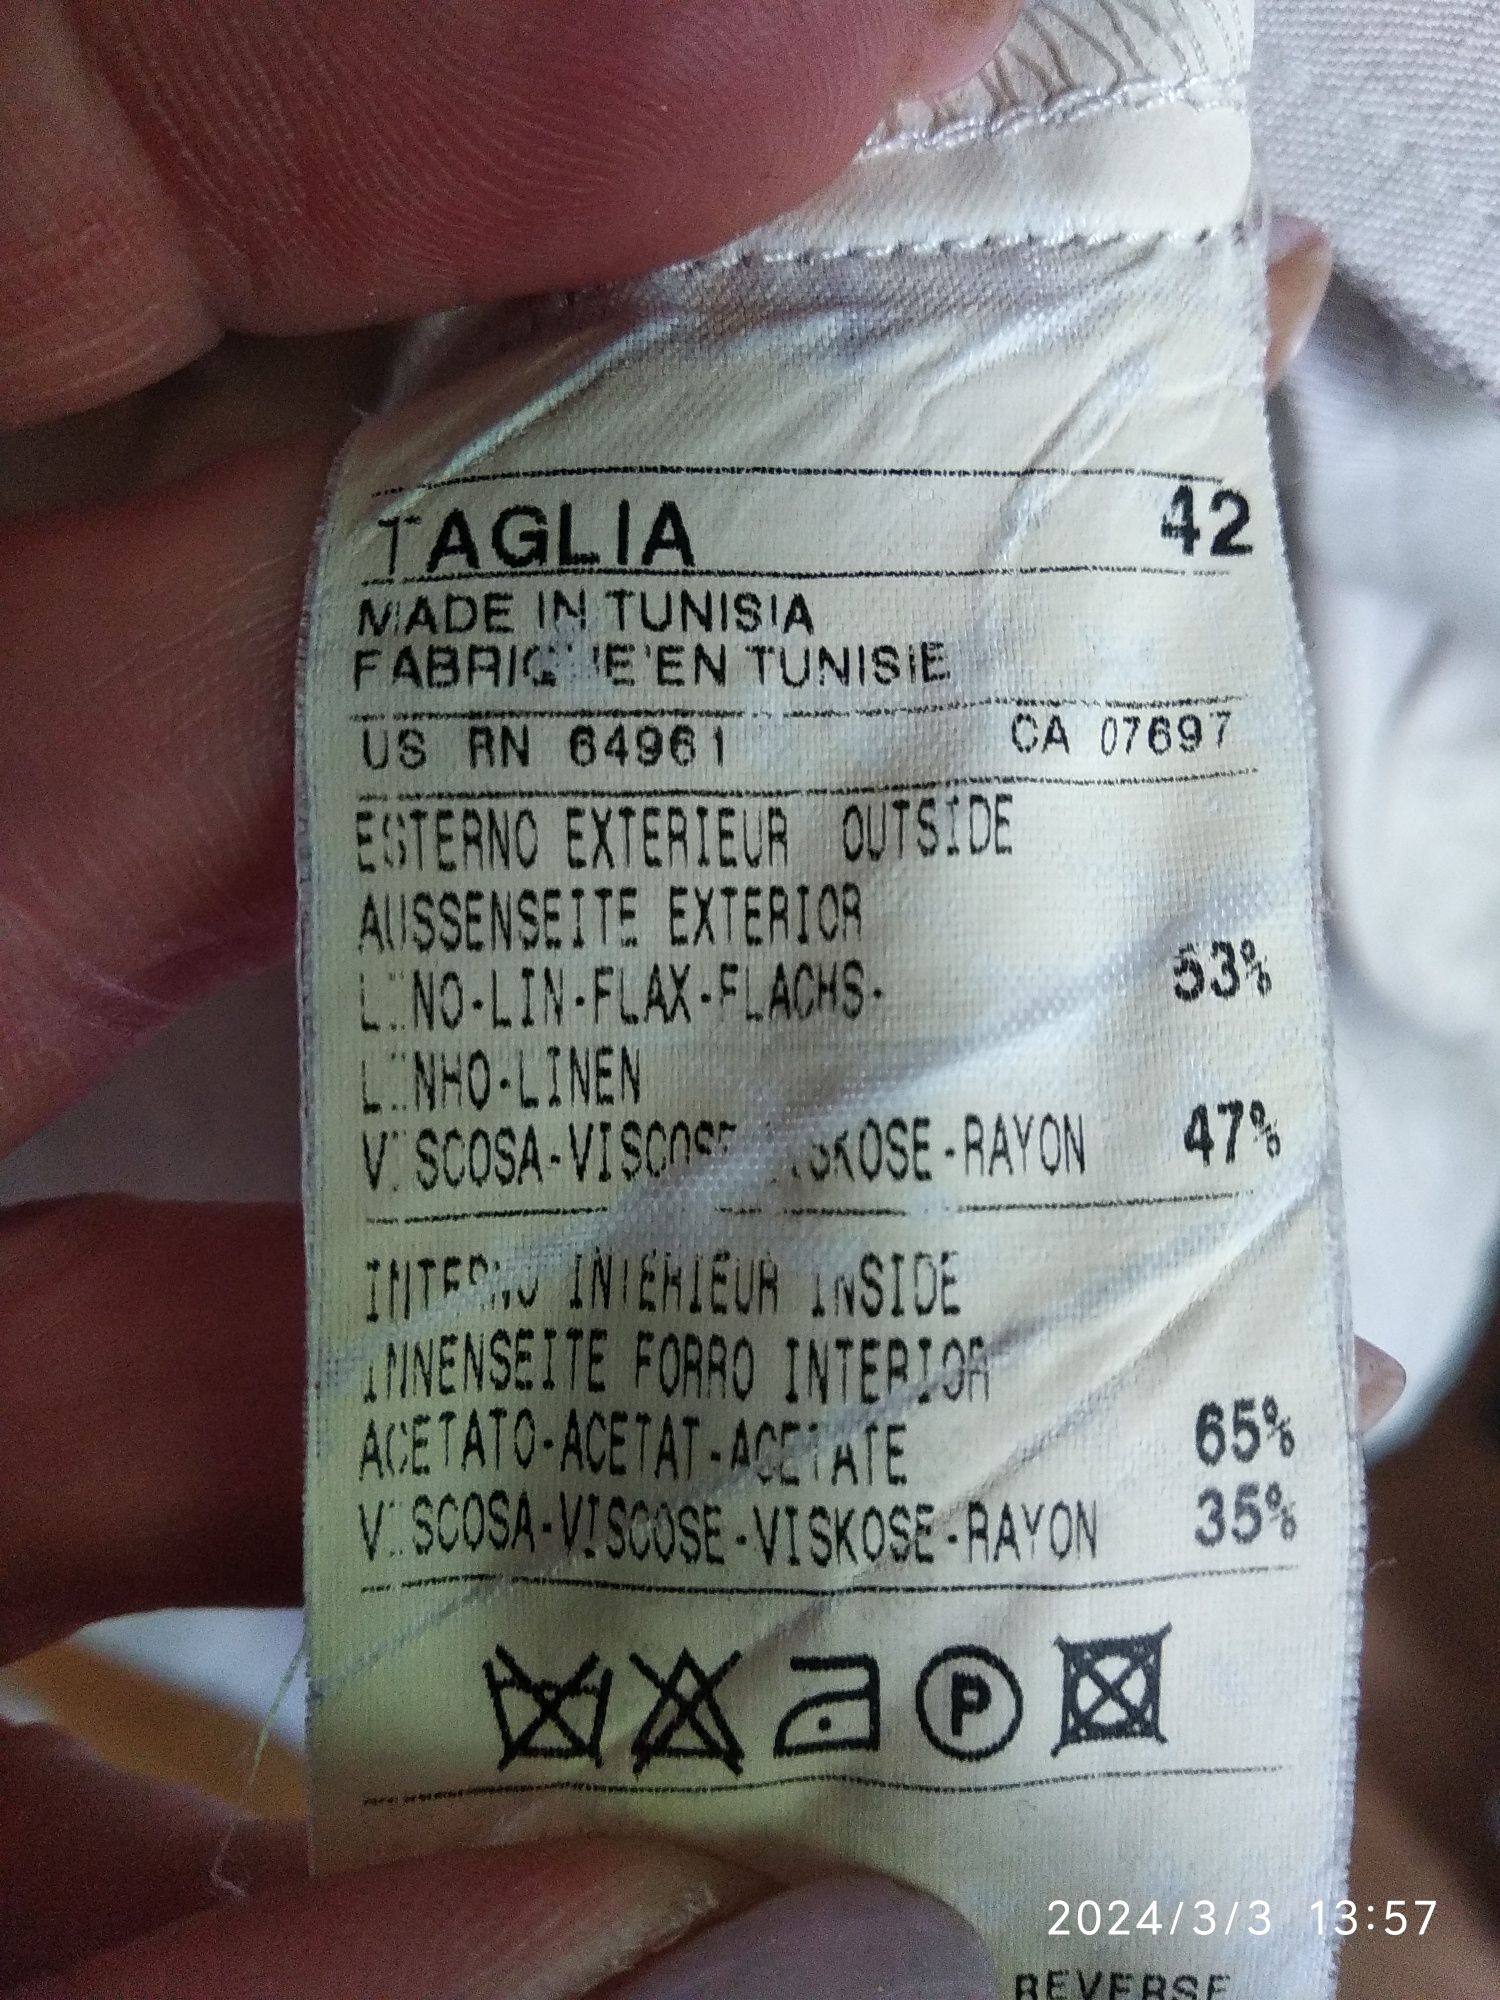 TAGLIA 42
MADE IN TUNISIA
FABRIQUE'EN TUNISIE
US RN 64961 CA 07697
ESTERNO EXTERIEUR OUTSIDE
AUSSENSEITE EXTERIOR
LINO-LIN-FLAX-FLACHS- 53%
LINHO-LINEN
VISCOSA-VISCOSE-VISKOSE-RAYON 47%
INTERNO INTERIEUR INSIDE
INNENSEITE FORRO INTERIOR
ACETATO-ACETAT-ACETATE 65%
VISCOSA-VISCOSE-VISKOSE-RAYON 35%
P
2024/3/3 13:57
REVERSE